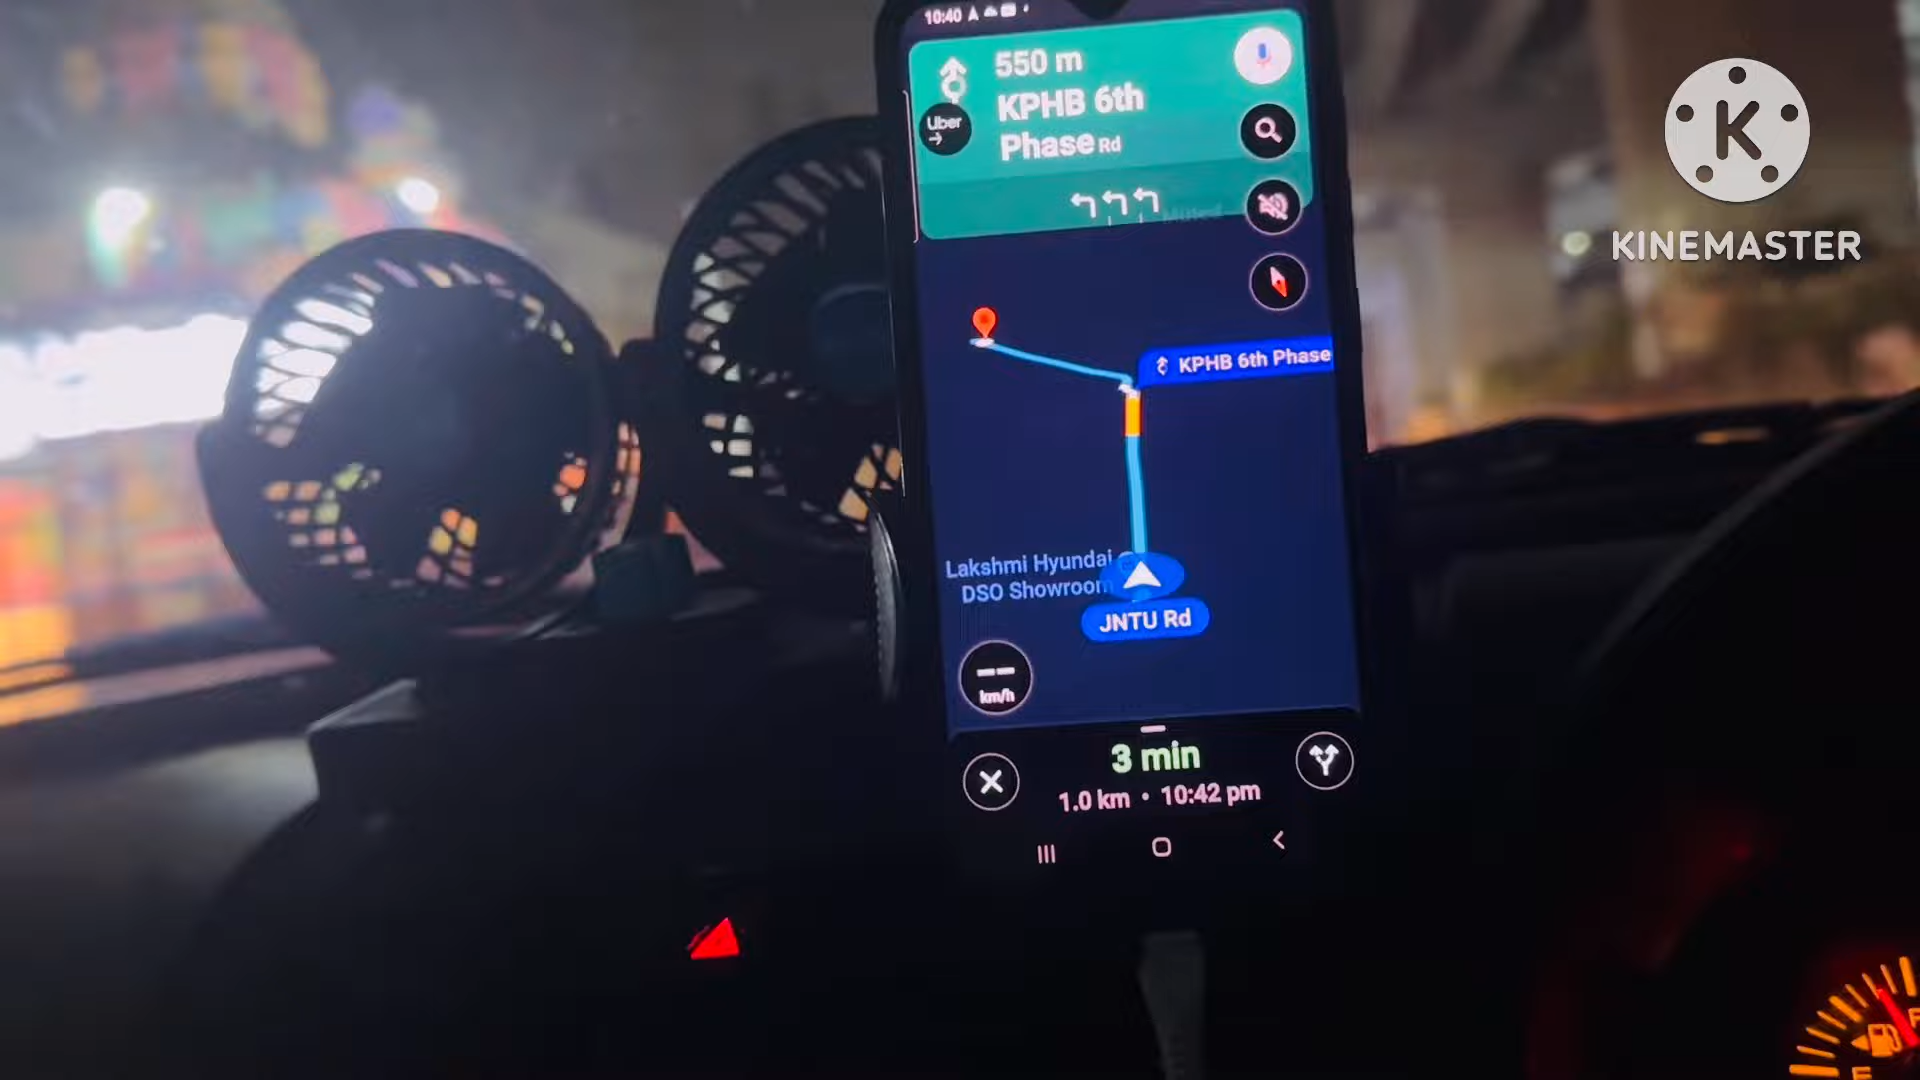 10:40
550 m
KPHB 6th
Phase Rd
Uber
Muted
KPHB 6th Phase
Lakshmi Hyundai
DSO Showroom
JNTU Rd
-- km/h
3 min
1.0 km • 10:42 pm
K
KINEMASTER
F
E